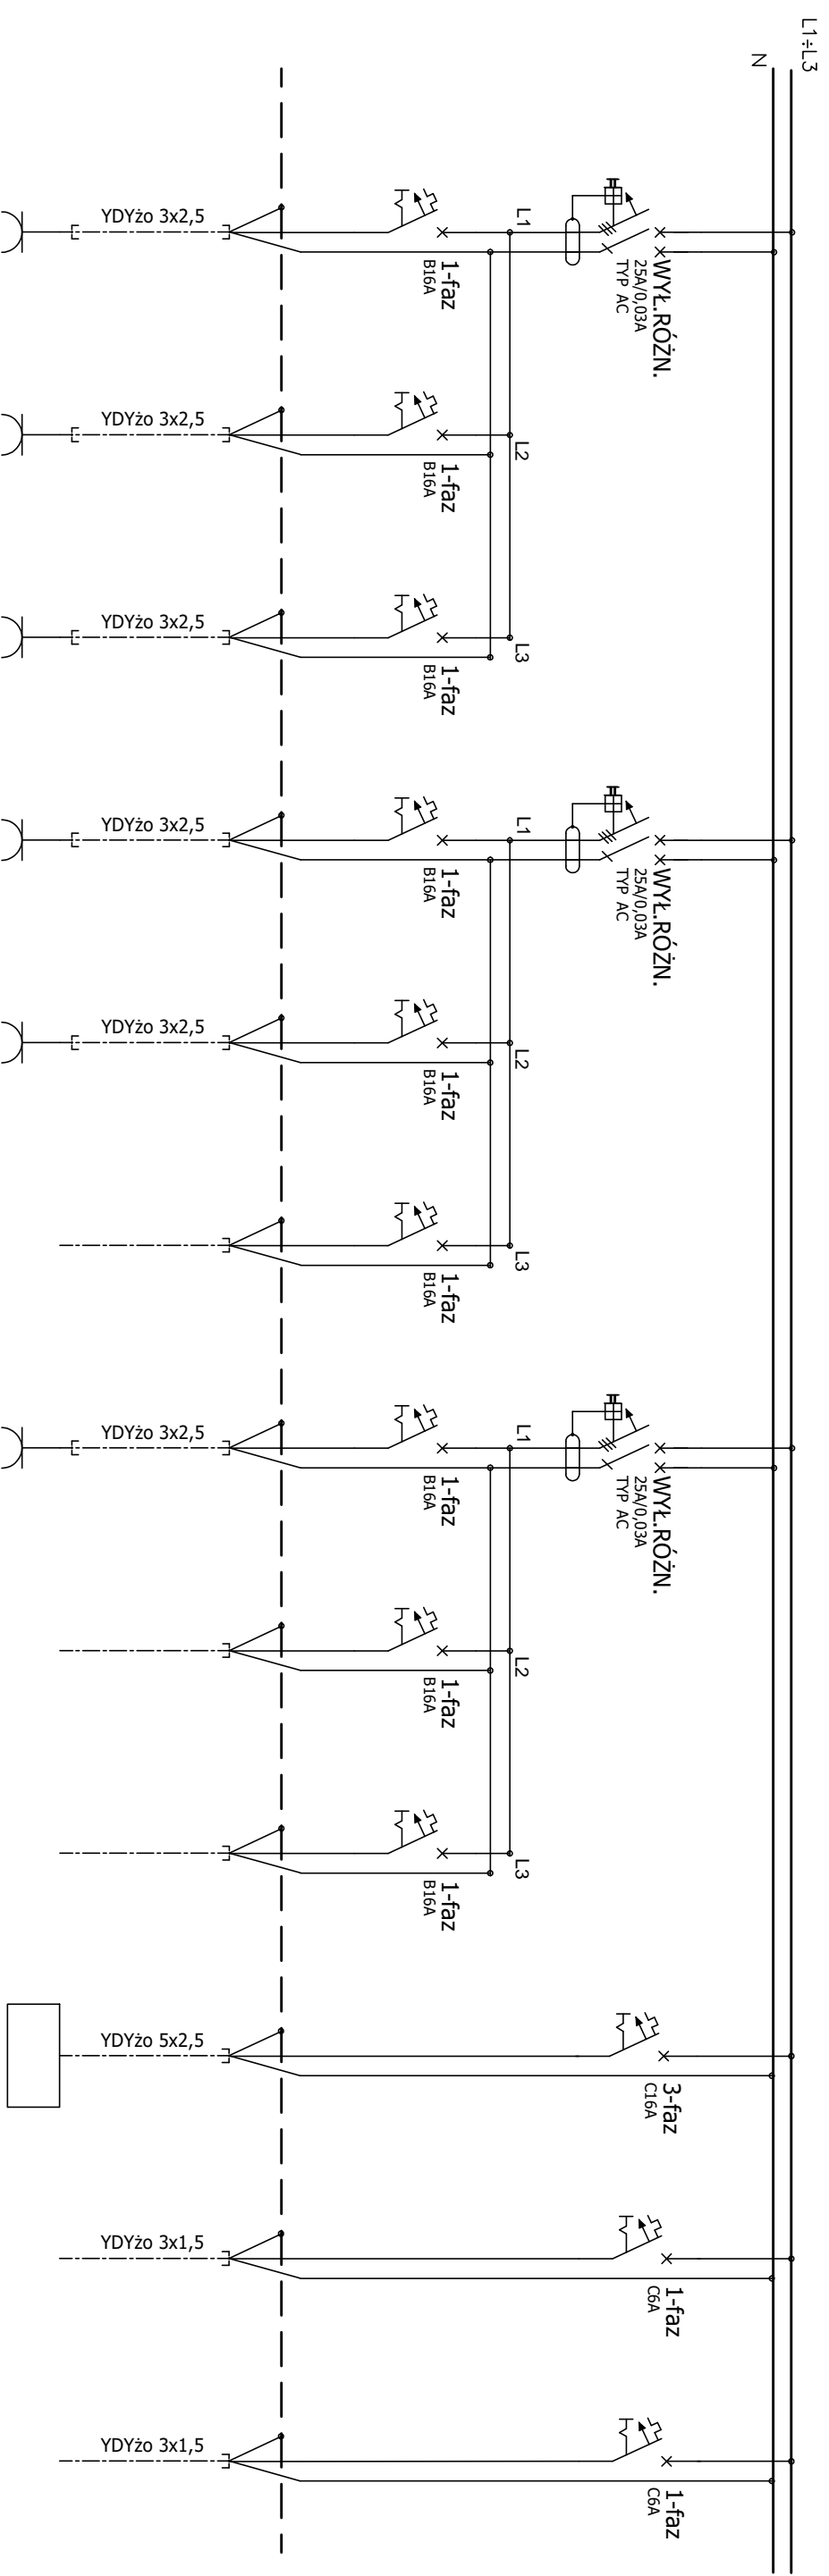 L1÷L3
N
WYŁ.RÓŻN.
25A/0,03A
TYP AC
L1
1-faz
B16A
YDYżo 3x2,5
L2
1-faz
B16A
YDYżo 3x2,5
L3
1-faz
B16A
YDYżo 3x2,5
WYŁ.RÓŻN.
25A/0,03A
TYP AC
L1
1-faz
B16A
YDYżo 3x2,5
L2
1-faz
B16A
YDYżo 3x2,5
L3
1-faz
B16A
WYŁ.RÓŻN.
25A/0,03A
TYP AC
L1
1-faz
B16A
YDYżo 3x2,5
L2
1-faz
B16A
L3
1-faz
B16A
3-faz
C16A
YDYżo 5x2,5
1-faz
C6A
YDYżo 3x1,5
1-faz
C6A
YDYżo 3x1,5